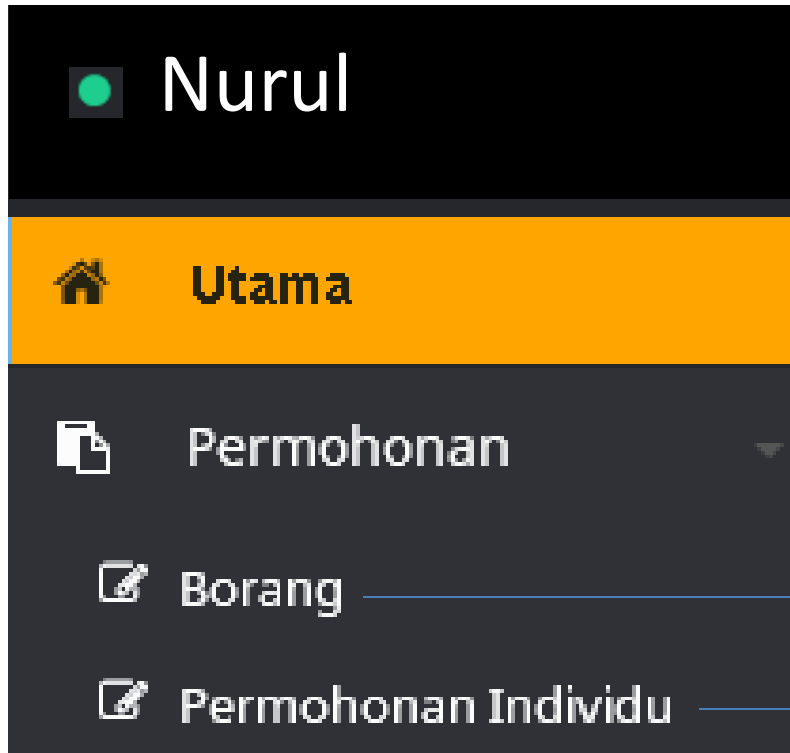 Nurul
Utama
Permohonan
Borang
Permohonan Individu